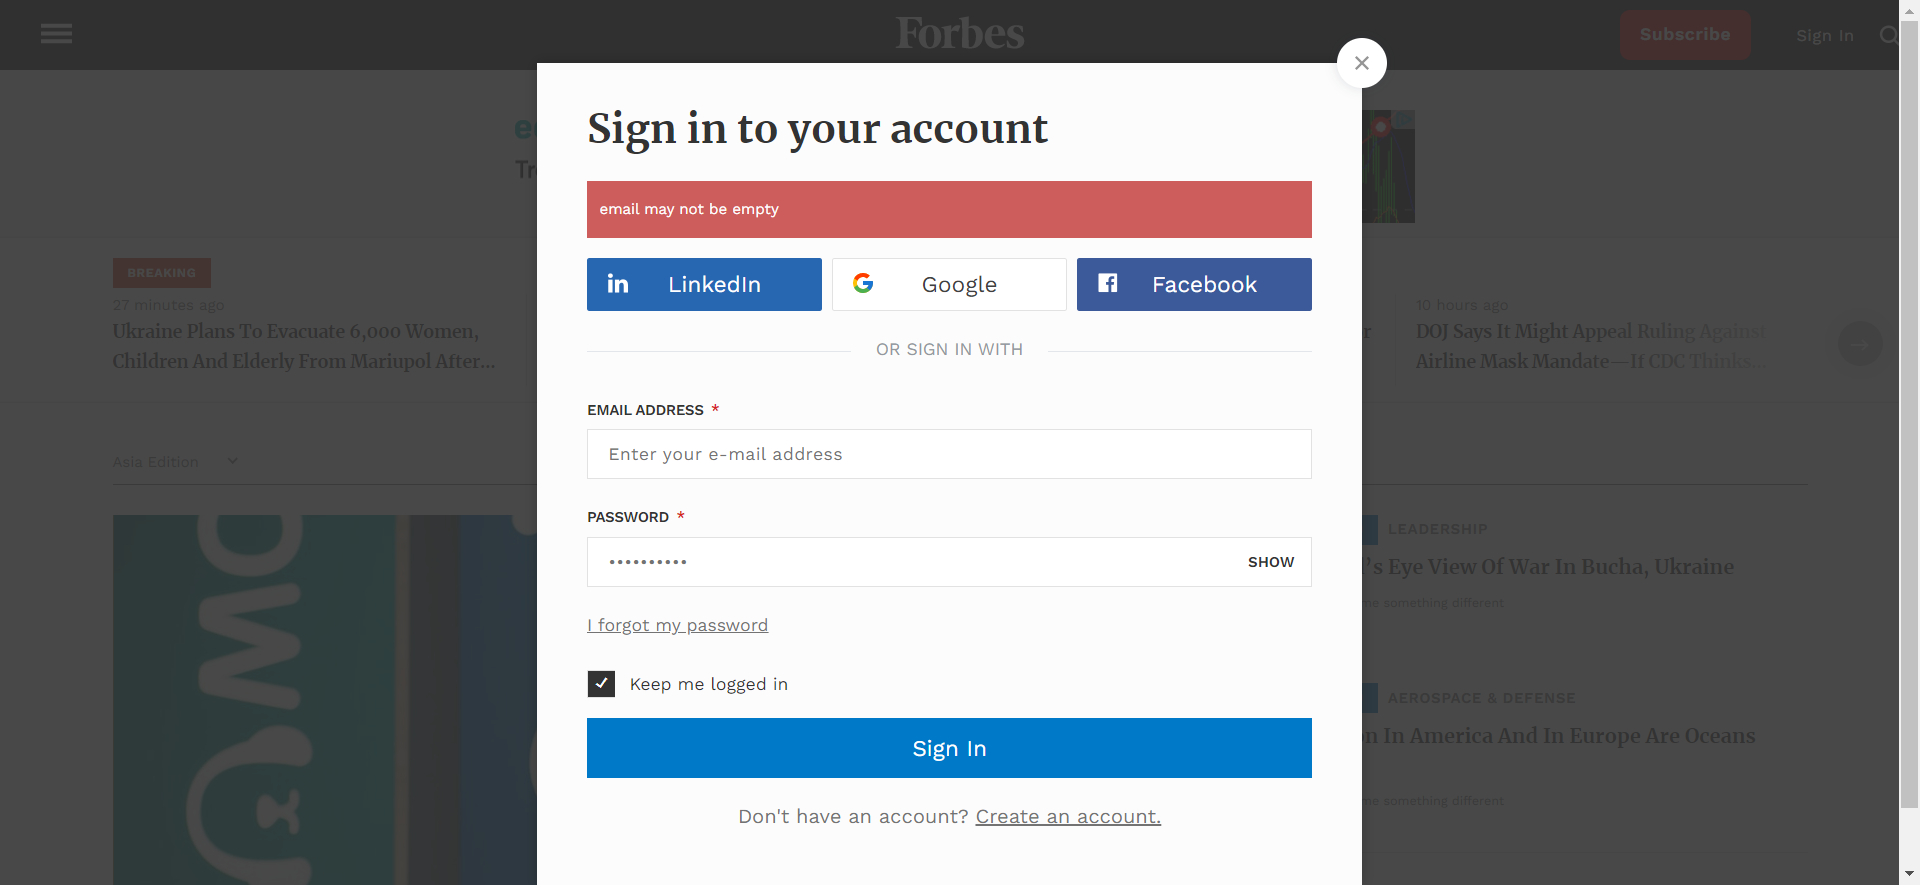 Forbes
Subscribe
Sign In
Sign in to your account
email may not be empty
LinkedIn
Google
Facebook
OR SIGN IN WITH
EMAIL ADDRESS *
Enter your e-mail address
PASSWORD *
••••••••••
SHOW
I forgot my password
Keep me logged in
Sign In
Don't have an account? Create an account.
BREAKING
27 minutes ago
Ukraine Plans To Evacuate 6,000 Women,
Children And Elderly From Mariupol After...
10 hours ago
DOJ Says It Might Appeal Ruling Against
Airline Mask Mandate—If CDC Thinks...
Asia Edition
LEADERSHIP
's Eye View Of War In Bucha, Ukraine
something different
AEROSPACE & DEFENSE
In America And In Europe Are Oceans
something different